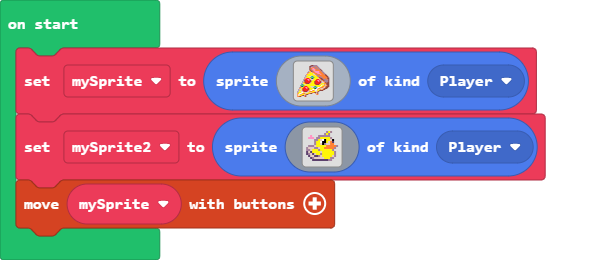 on start
set mySprite to sprite of kind Player
set mySprite2 to sprite of kind Player
move mySprite with buttons